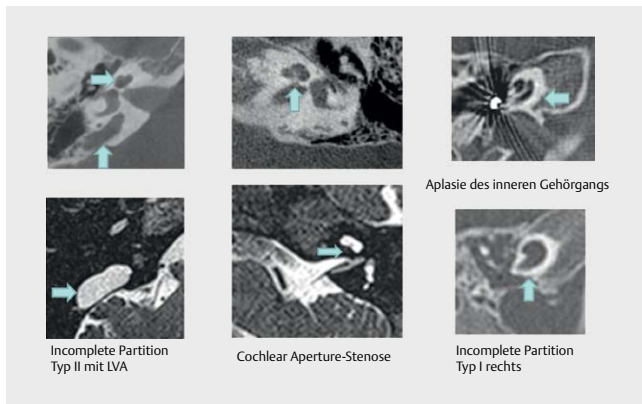 Aplasie des inneren Gehörgangs
Incomplete Partition
Typ II mit LVA
Cochlear Aperture-Stenose
Incomplete Partition
Typ I rechts